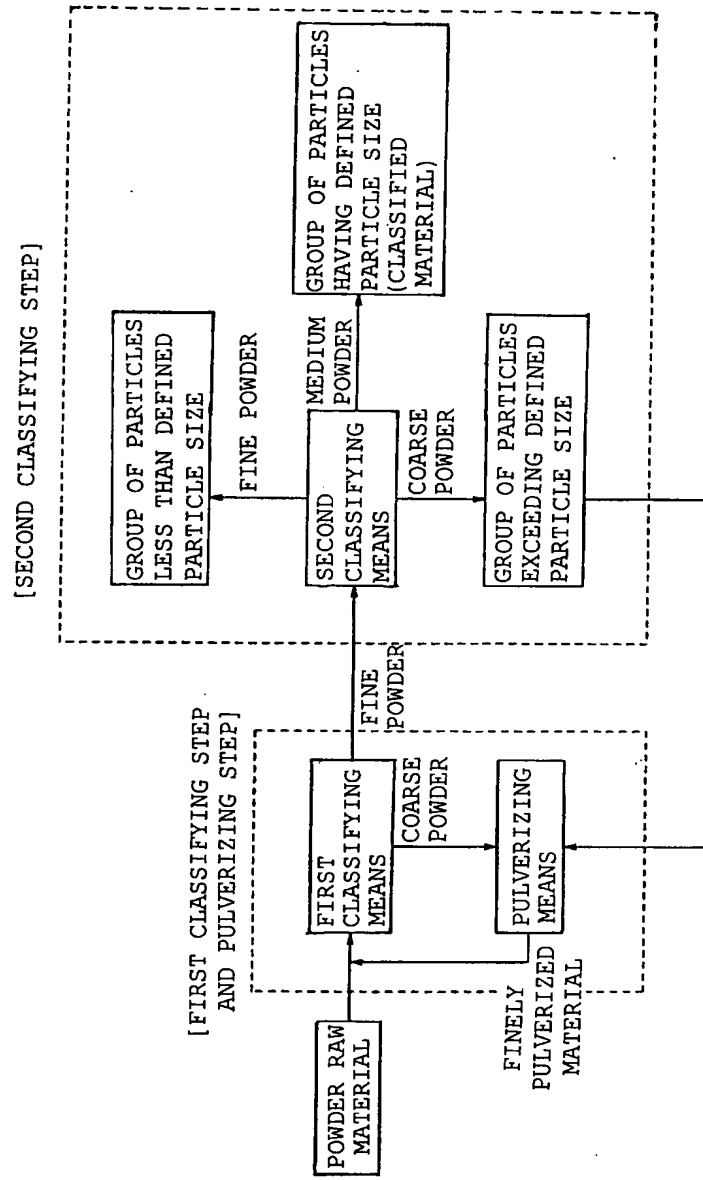 [FIRST CLASSIFYING STEP
AND PULVERIZING STEP]
POWDER RAW
MATERIAL
FIRST
CLASSIFYING
MEANS
COARSE
POWDER
PULVERIZING
MEANS
FINELY
PULVERIZED
MATERIAL
FINE
POWDER
[SECOND CLASSIFYING STEP]
GROUP OF PARTICLES
LESS THAN DEFINED
PARTICLE SIZE
FINE POWDER
SECOND
CLASSIFYING
MEANS
MEDIUM
POWDER
GROUP OF PARTICLES
HAVING DEFINED
PARTICLE SIZE
(CLASSIFIED
MATERIAL)
COARSE
POWDER
GROUP OF PARTICLES
EXCEEDING DEFINED
PARTICLE SIZE